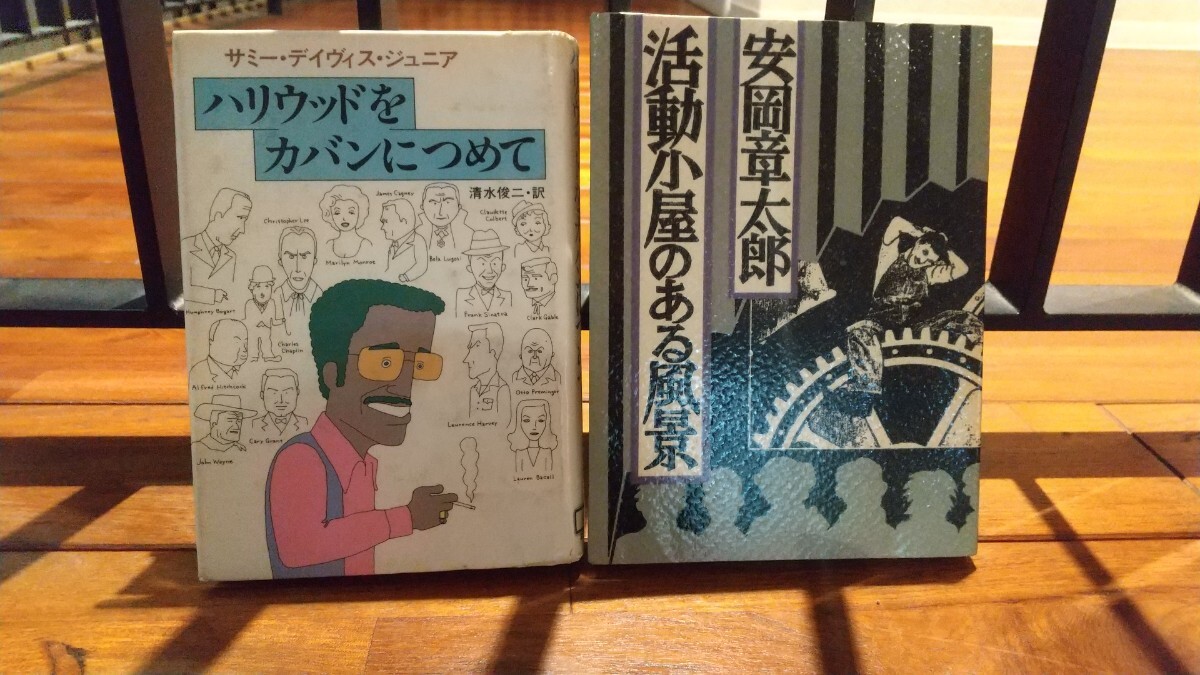 サミー・デイヴィス・ジュニア
ハリウッドを
カバンにつめて
清水俊二・訳
James Cagney
Christopher Lee
Marilyn Monroe
Bela Lugosi
Claudette
Colbert
Humphrey Bogart
Charles
Chaplin
Frank Sinatra
Clark Gable
Alfred Hitchcock
Cary Grant
John Wayne
Laurence Harvey
Otto Preminger
Lauren Bacall
安岡章太郎
活動小屋のある風景